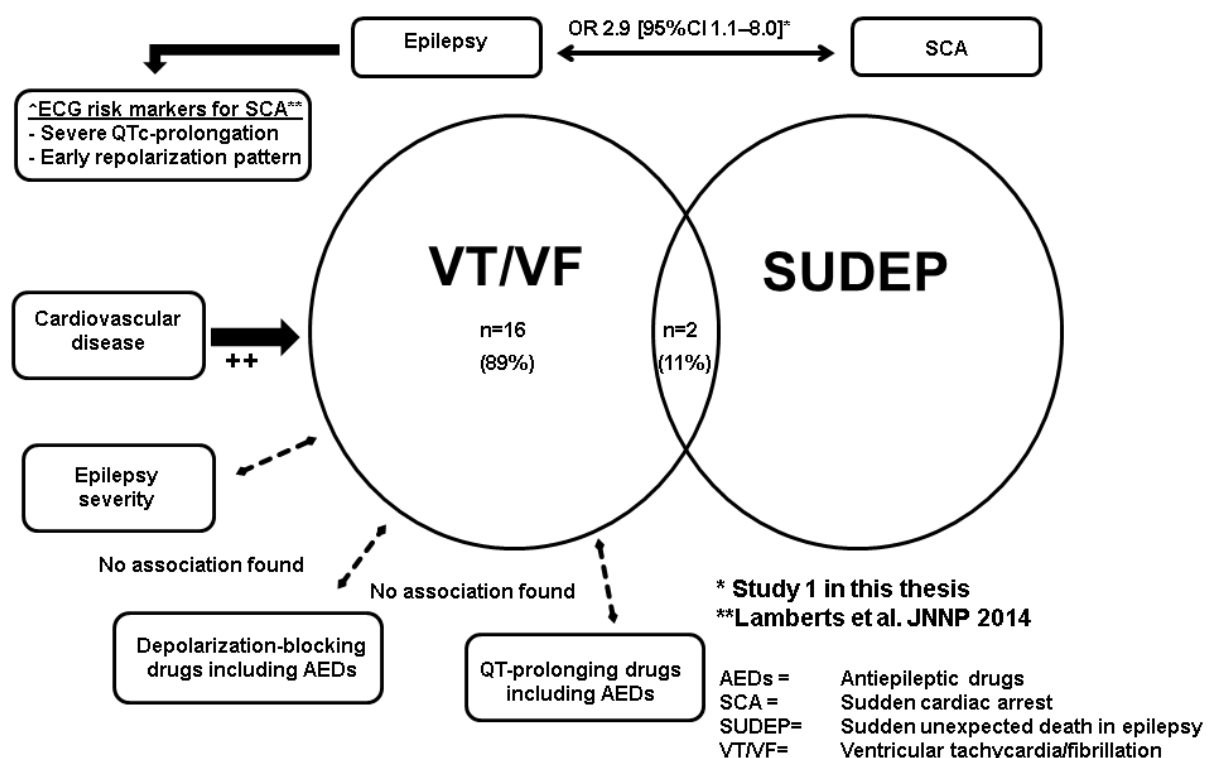 OR 2.9 [95%CI 1.1–8.0]*
Epilepsy
SCA
^ECG risk markers for SCA**
- Severe QTc-prolongation
- Early repolarization pattern
VT/VF
SUDEP
n=16
(89%)
n=2
(11%)
Cardiovascular
disease
++
Epilepsy
severity
No association found
No association found
Depolarization-blocking
drugs including AEDs
QT-prolonging drugs
including AEDs
* Study 1 in this thesis
**Lamberts et al. JNNP 2014
AEDs = Antiepileptic drugs
SCA = Sudden cardiac arrest
SUDEP= Sudden unexpected death in epilepsy
VT/VF= Ventricular tachycardia/fibrillation